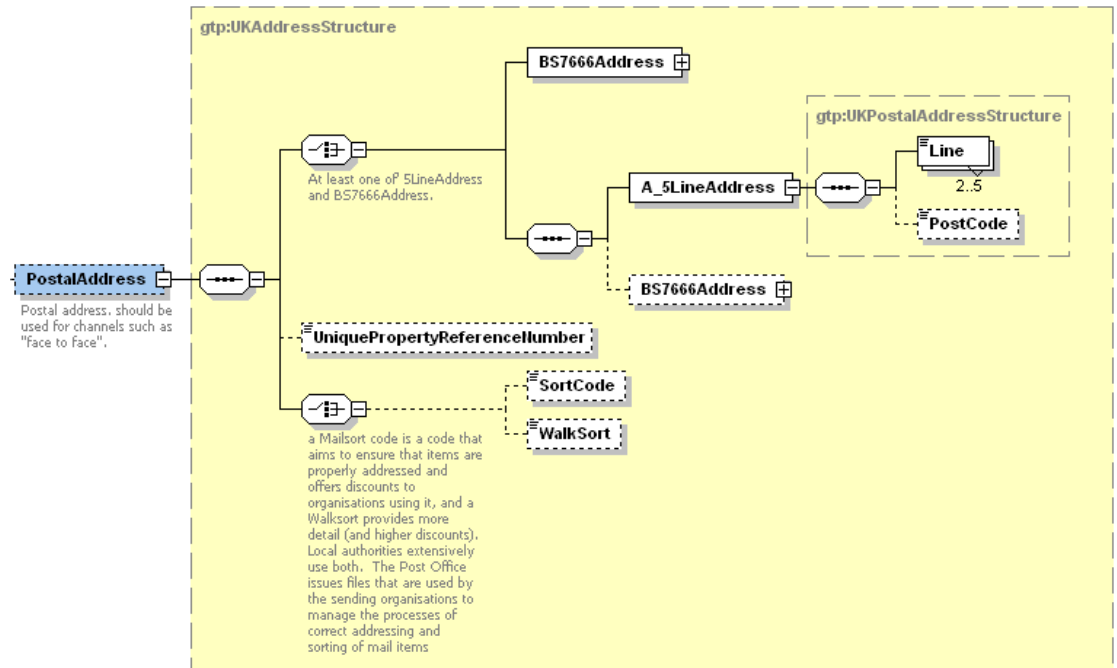 gtp:UKAddressStructure
BS7666Address
gtp:UKPostalAddressStructure
Line
2..5
At least one of 5LineAddress
and BS7666Address.
A_5LineAddress
PostCode
PostalAddress
BS7666Address
Postal address. should be
used for channels such as
"face to face".
UniquePropertyReferenceNumber
SortCode
WalkSort
a Mailsort code is a code that
aims to ensure that items are
properly addressed and
offers discounts to
organisations using it, and a
Walksort provides more
detail (and higher discounts).
Local authorities extensively
use both.  The Post Office
issues files that are used by
the sending organisations to
manage the processes of
correct addressing and
sorting of mail items